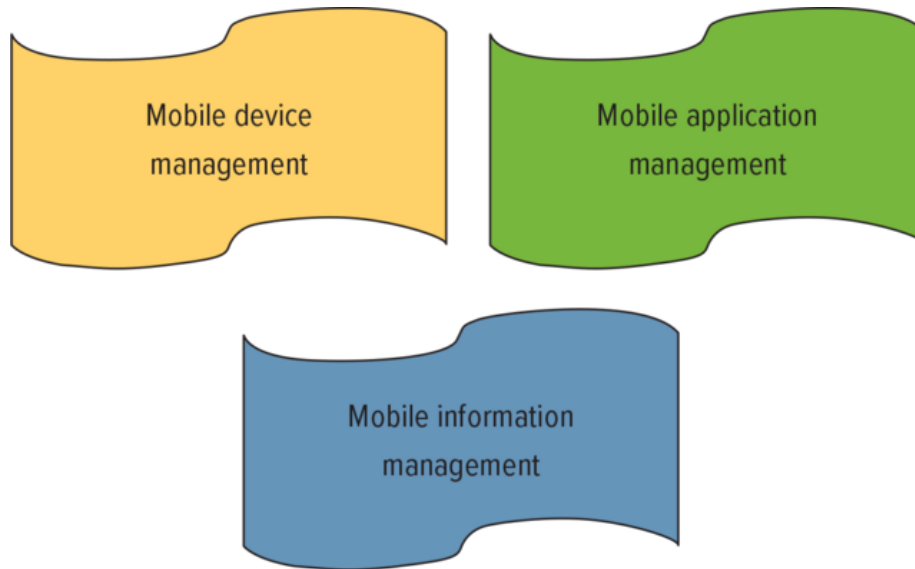 Mobile device
management
Mobile application
management
Mobile information
management